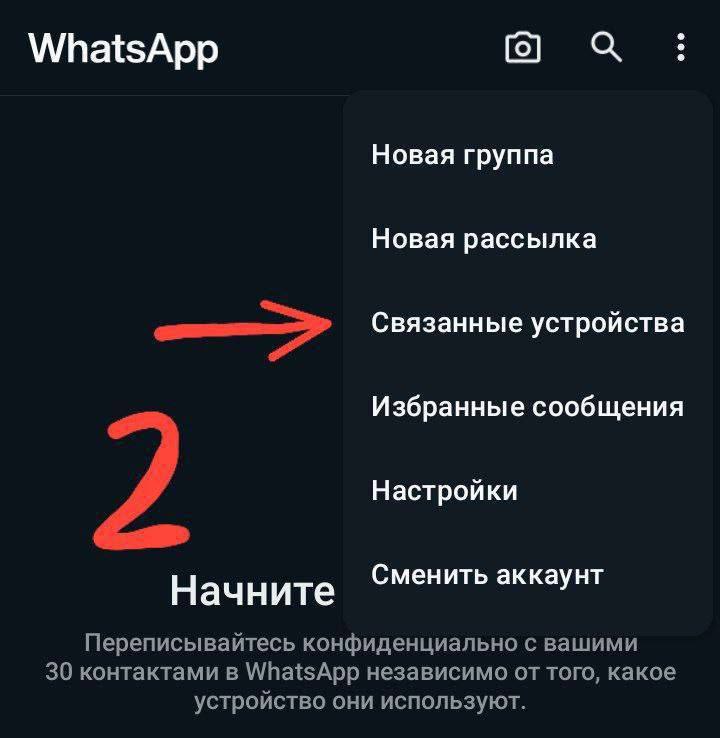 WhatsApp
Новая группа
Новая рассылка
Связанные устройства
Избранные сообщения
Настройки
Сменить аккаунт
2
Начните
Переписывайтесь конфиденциально с вашими
30 контактами в WhatsApp независимо от того, какое
устройство они используют.